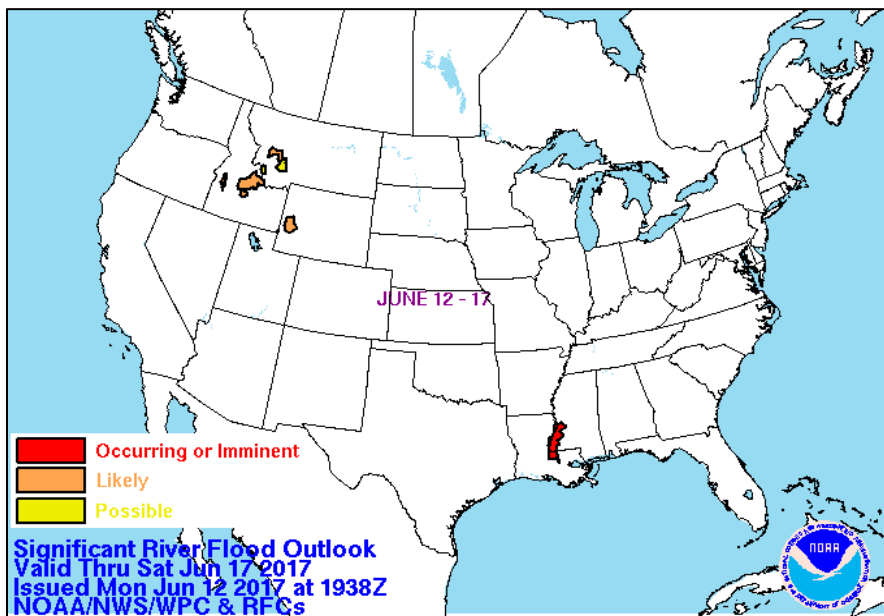 JUNE 12 - 17
Occurring or Imminent
Likely
Possible
Significant River Flood Outlook
Valid Thru Sat Jun 17 2017
Issued Mon Jun 12 2017 at 1938Z
NOAA/NWS/WPC & RFCs
NOAA